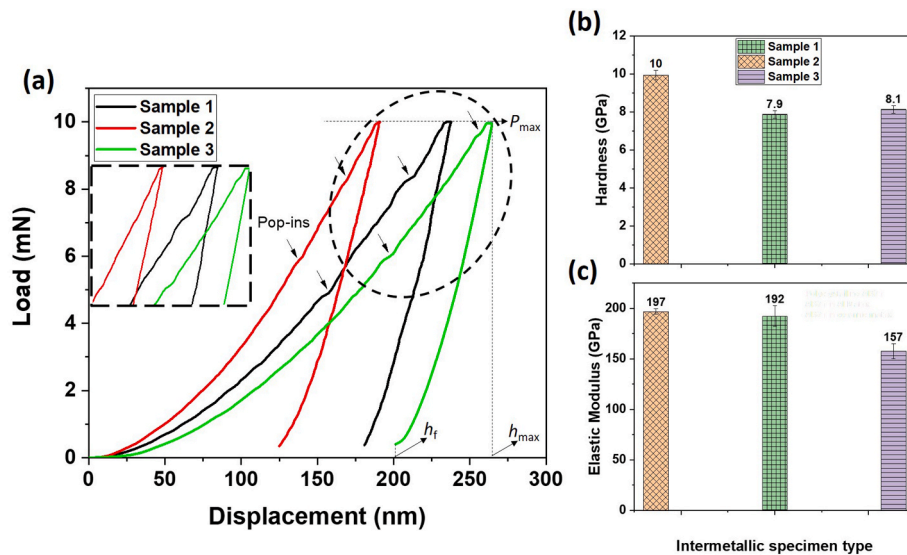 (a)
Sample 1
Sample 2
Sample 3
Pop-ins
P max
h f
h max
Load (mN)
10
8
6
4
2
0
0 50 100 150 200 250 300
Displacement (nm)
(b)
Sample 1
Sample 2
Sample 3
10
7.9
8.1
Hardness (GPa)
12
10
8
6
4
2
0
(c)
197
192
157
Elastic Modulus (GPa)
200
150
100
50
0
Intermetallic specimen type